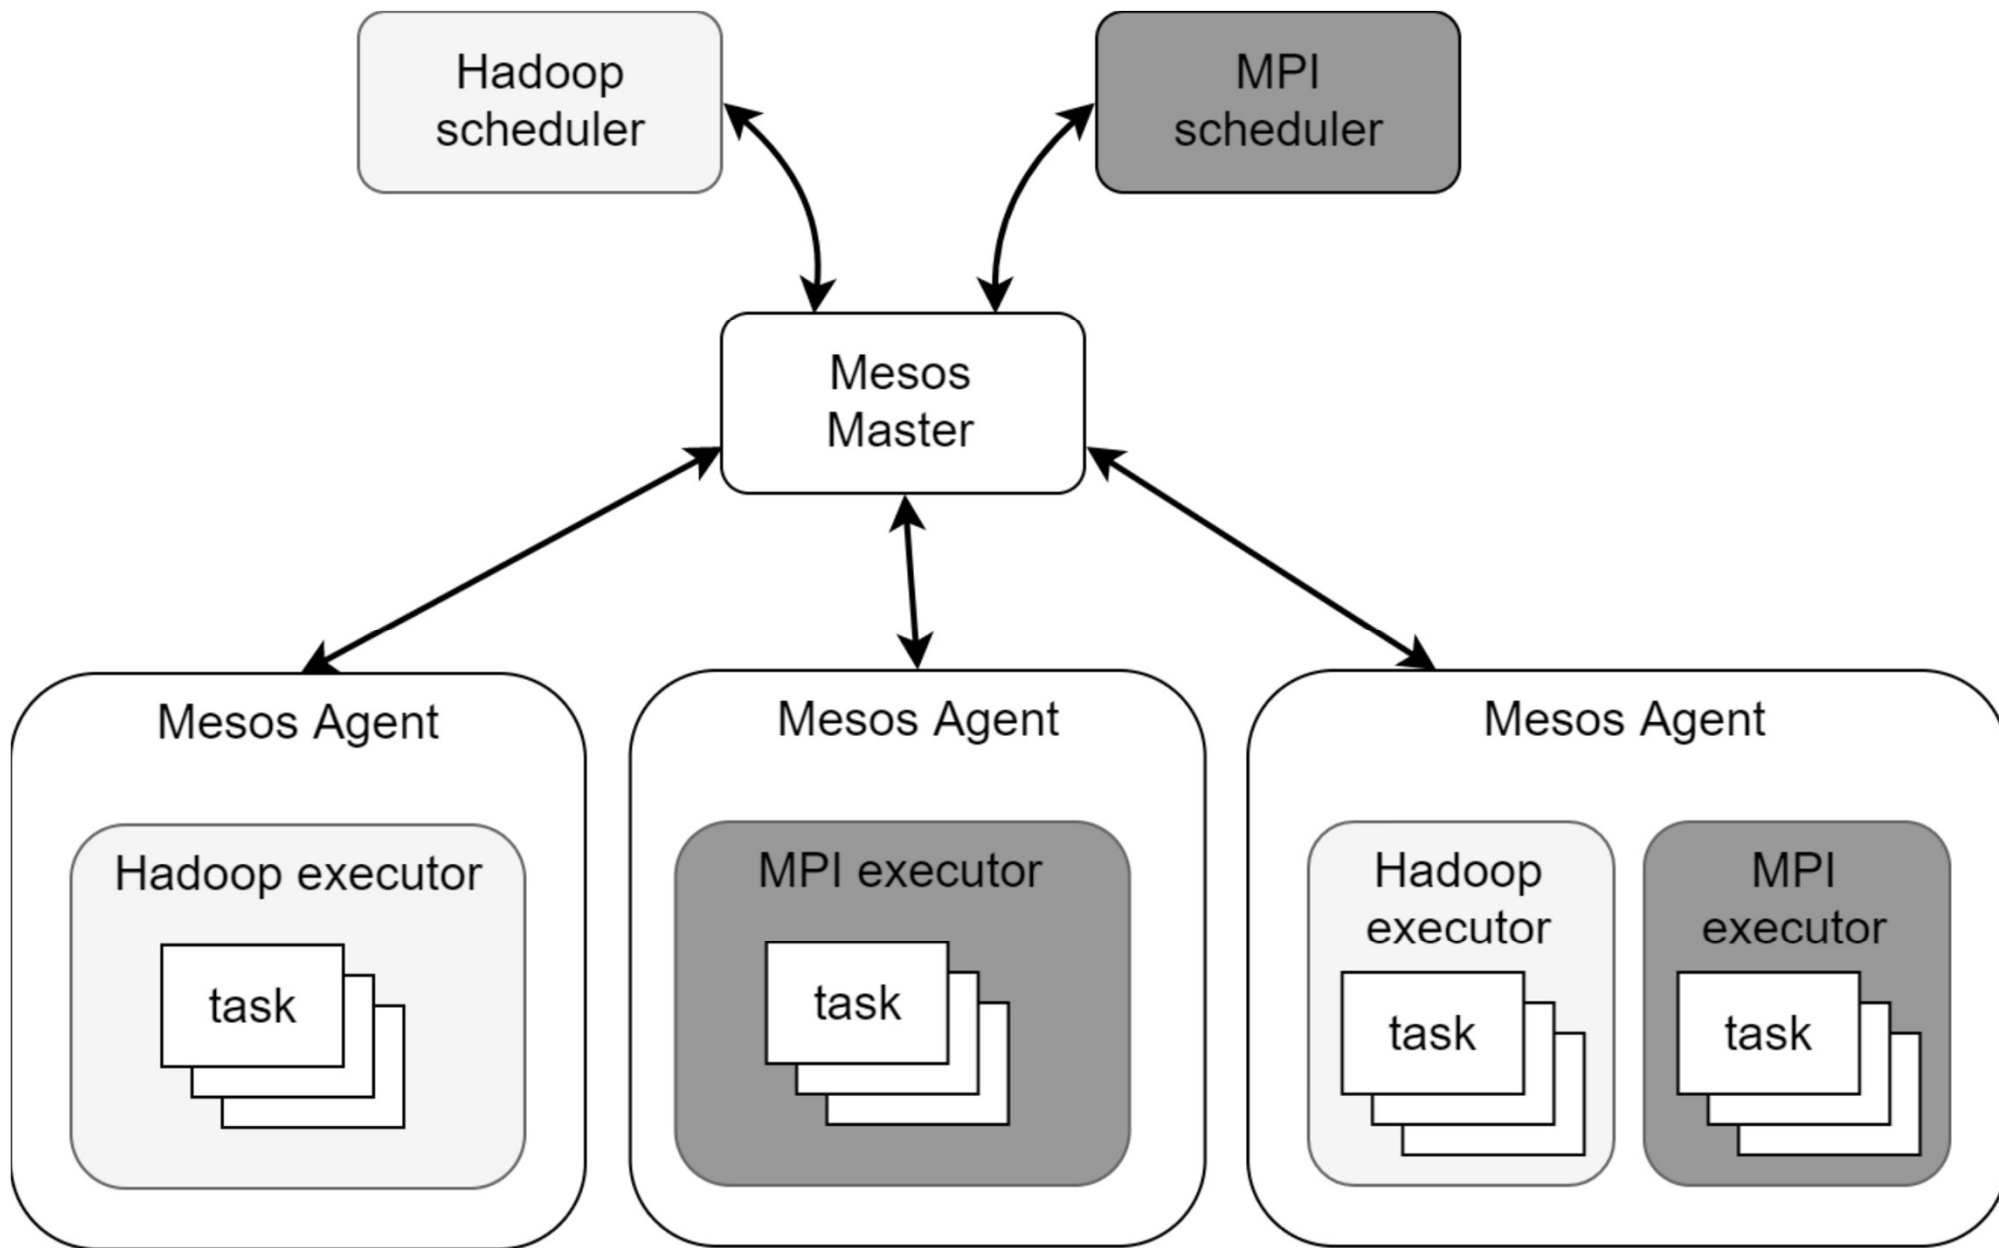 Hadoop
scheduler
MPI
scheduler
Mesos
Master
Mesos Agent
Hadoop executor
task
Mesos Agent
MPI executor
task
Mesos Agent
Hadoop
executor
task
MPI
executor
task